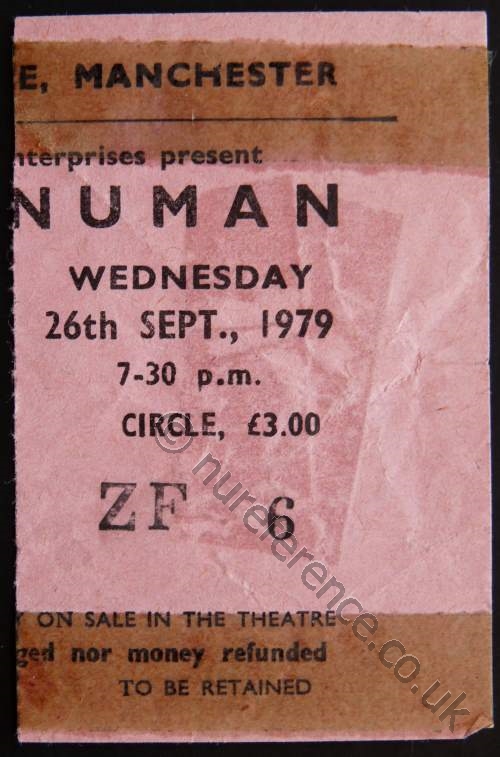 E, MANCHESTER
nterprises present
NUMAN
WEDNESDAY
26th SEPT., 1979
7-30 p.m.
CIRCLE, £3.00
ZF 6
Y ON SALE IN THE THEATRE
ged nor money refunded
TO BE RETAINED
© nureference.co.uk